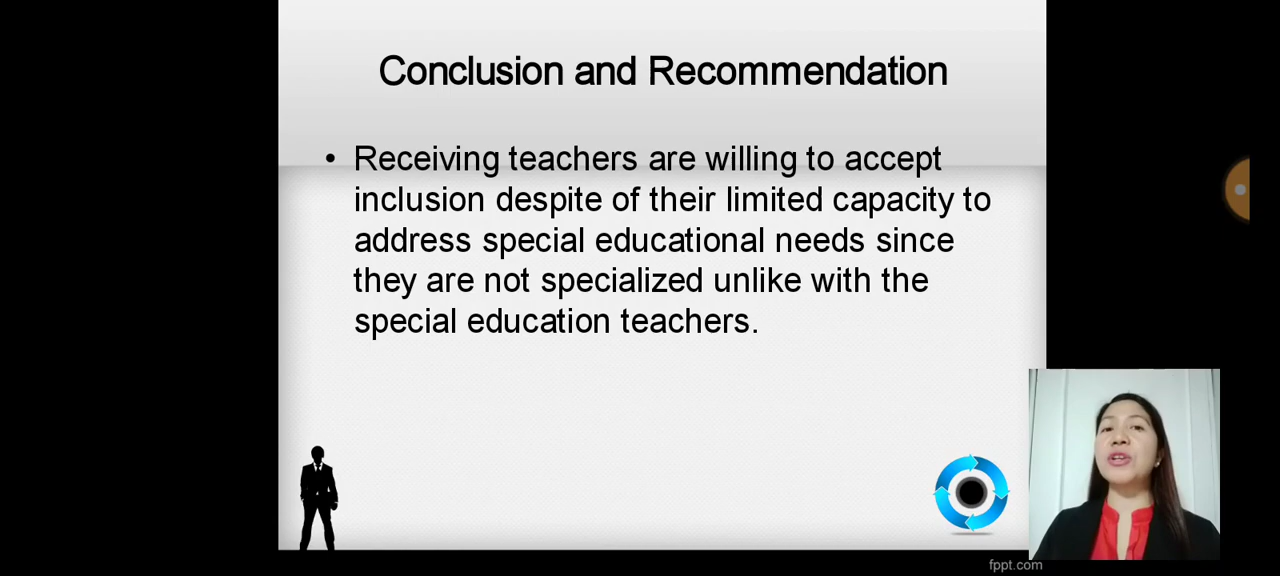 Conclusion and Recommendation
• Receiving teachers are willing to accept
inclusion despite of their limited capacity to
address special educational needs since
they are not specialized unlike with the
special education teachers.
fppt.com